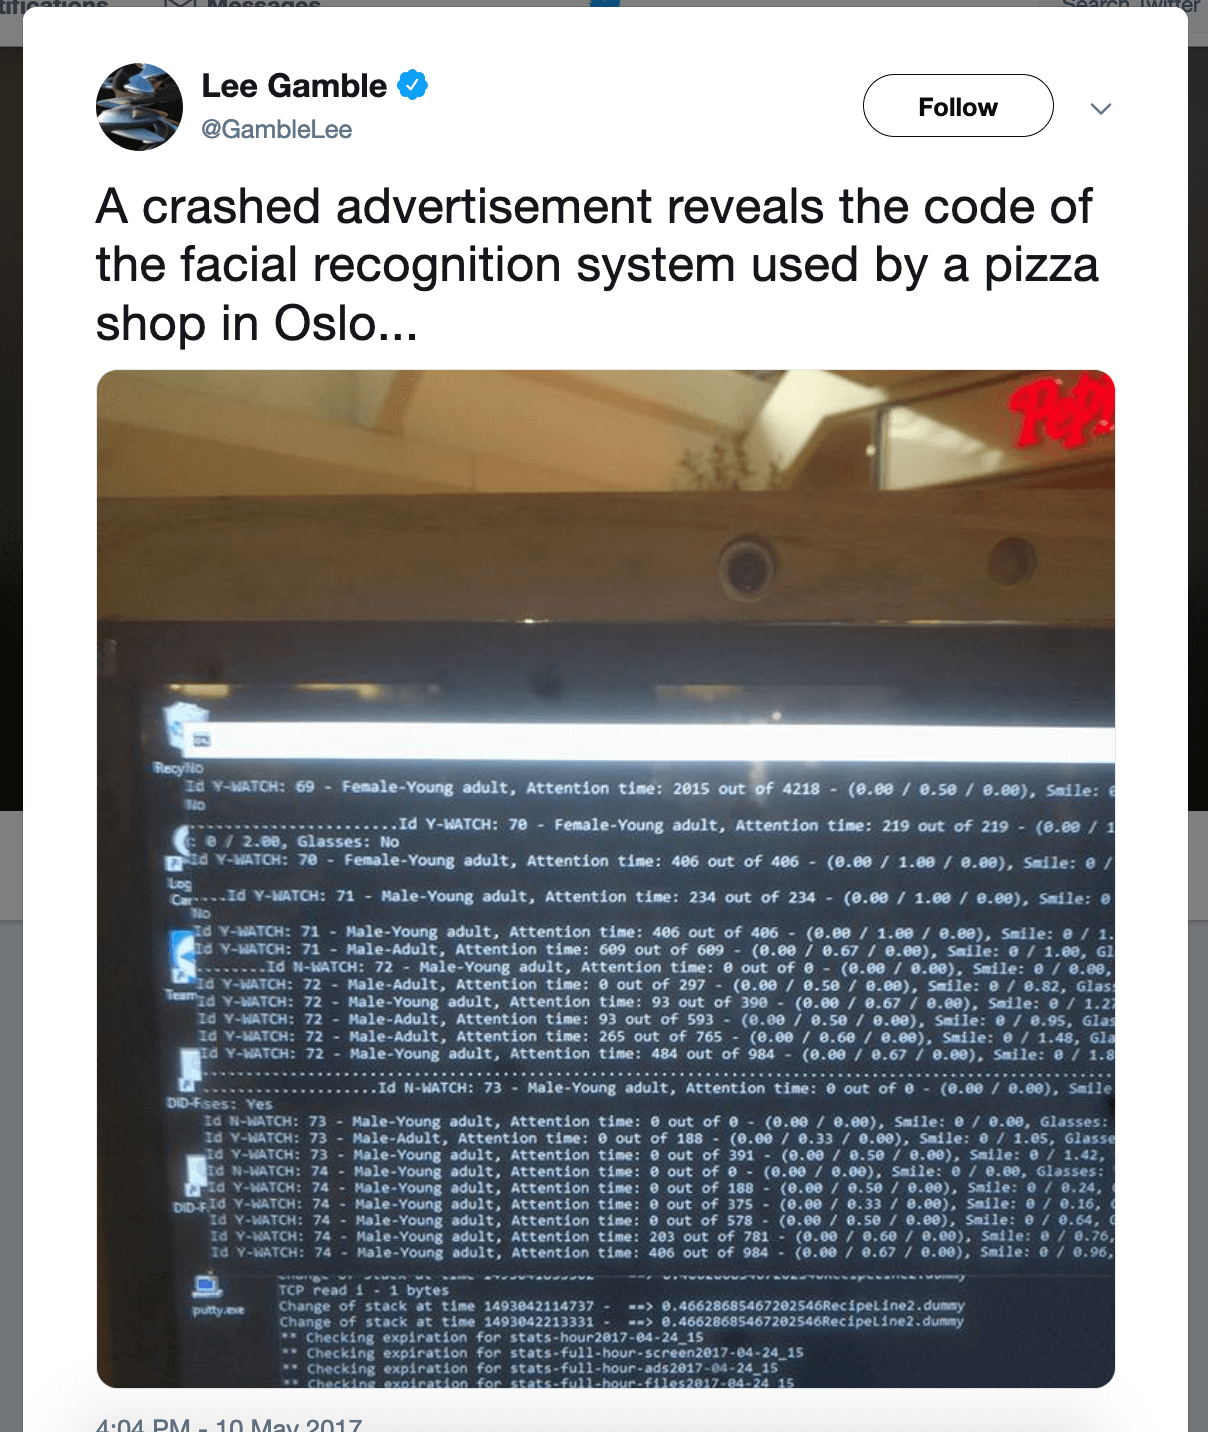 Messages
Search Twitter
Lee Gamble
@GambleLee
Follow
A crashed advertisement reveals the code of
the facial recognition system used by a pizza
shop in Oslo...
RecyNo
Id Y-WATCH: 69 - Female-Young adult, Attention time: 2015 out of 4218 - (0.00 / 0.50 / 0.00), Smile: 0
No
......................Id Y-WATCH: 70 - Female-Young adult, Attention time: 219 out of 219 - (0.00 / 1
: 0 / 2.00, Glasses: No
Id Y-WATCH: 70 - Female-Young adult, Attention time: 406 out of 406 - (0.00 / 1.00 / 0.00), Smile: 0 /
Log
Car.....Id Y-WATCH: 71 - Male-Young adult, Attention time: 234 out of 234 - (0.00 / 1.00 / 0.00), Smile: 0
No
Id Y-WATCH: 71 - Male-Young adult, Attention time: 406 out of 406 - (0.00 / 1.00 / 0.00), Smile: 0 / 1.
Id Y-WATCH: 71 - Male-Adult, Attention time: 609 out of 609 - (0.00 / 0.67 / 0.00), Smile: 0 / 1.00, Gl
........Id N-WATCH: 72 - Male-Young adult, Attention time: 0 out of 0 - (0.00 / 0.00), Smile: 0 / 0.00,
Id Y-WATCH: 72 - Male-Adult, Attention time: 0 out of 297 - (0.00 / 0.50 / 0.00), Smile: 0 / 0.82, Glas
Team
Id Y-WATCH: 72 - Male-Young adult, Attention time: 93 out of 390 - (0.00 / 0.67 / 0.00), Smile: 0 / 1.27
Id Y-WATCH: 72 - Male-Adult, Attention time: 93 out of 593 - (0.00 / 0.50 / 0.00), Smile: 0 / 0.95, Glas
Id Y-WATCH: 72 - Male-Adult, Attention time: 265 out of 765 - (0.00 / 0.60 / 0.00), Smile: 0 / 1.48, Gla
Id Y-WATCH: 72 - Male-Young adult, Attention time: 484 out of 984 - (0.00 / 0.67 / 0.00), Smile: 0 / 1.8
....................Id N-WATCH: 73 - Male-Young adult, Attention time: 0 out of 0 - (0.00 / 0.00), Smile
DID-Fses: Yes
Id N-WATCH: 73 - Male-Young adult, Attention time: 0 out of 0 - (0.00 / 0.00), Smile: 0 / 0.00, Glasses:
Id Y-WATCH: 73 - Male-Adult, Attention time: 0 out of 188 - (0.00 / 0.33 / 0.00), Smile: 0 / 1.05, Glasse
Id Y-WATCH: 73 - Male-Young adult, Attention time: 0 out of 391 - (0.00 / 0.50 / 0.00), Smile: 0 / 1.42,
Id N-WATCH: 74 - Male-Young adult, Attention time: 0 out of 0 - (0.00 / 0.00), Smile: 0 / 0.00, Glasses:
Id Y-WATCH: 74 - Male-Young adult, Attention time: 0 out of 188 - (0.00 / 0.50 / 0.00), Smile: 0 / 0.24,
DID-F
Id Y-WATCH: 74 - Male-Young adult, Attention time: 0 out of 375 - (0.00 / 0.33 / 0.00), Smile: 0 / 0.16,
Id Y-WATCH: 74 - Male-Young adult, Attention time: 0 out of 578 - (0.00 / 0.50 / 0.00), Smile: 0 / 0.64,
Id Y-WATCH: 74 - Male-Young adult, Attention time: 203 out of 781 - (0.00 / 0.60 / 0.00), Smile: 0 / 0.76,
Id Y-WATCH: 74 - Male-Young adult, Attention time: 406 out of 984 - (0.00 / 0.67 / 0.00), Smile: 0 / 0.96,
putty.exe
TCP read i - 1 bytes
Change of stack at time 1493042114737 - ==> 0.46628685467202546RecipeLine2.dummy
Change of stack at time 1493042213331 - --> 0.46628685467202546RecipeLine2.dummy
** Checking expiration for stats-hour2017-04-24_15
** Checking expiration for stats-full-hour-screen2017-04-24_15
** Checking expiration for stats-full-hour-ads2017-04-24_15
** Checking expiration for stats-full-hour-files2017-04-24_15
4:04 PM - 10 May 2017